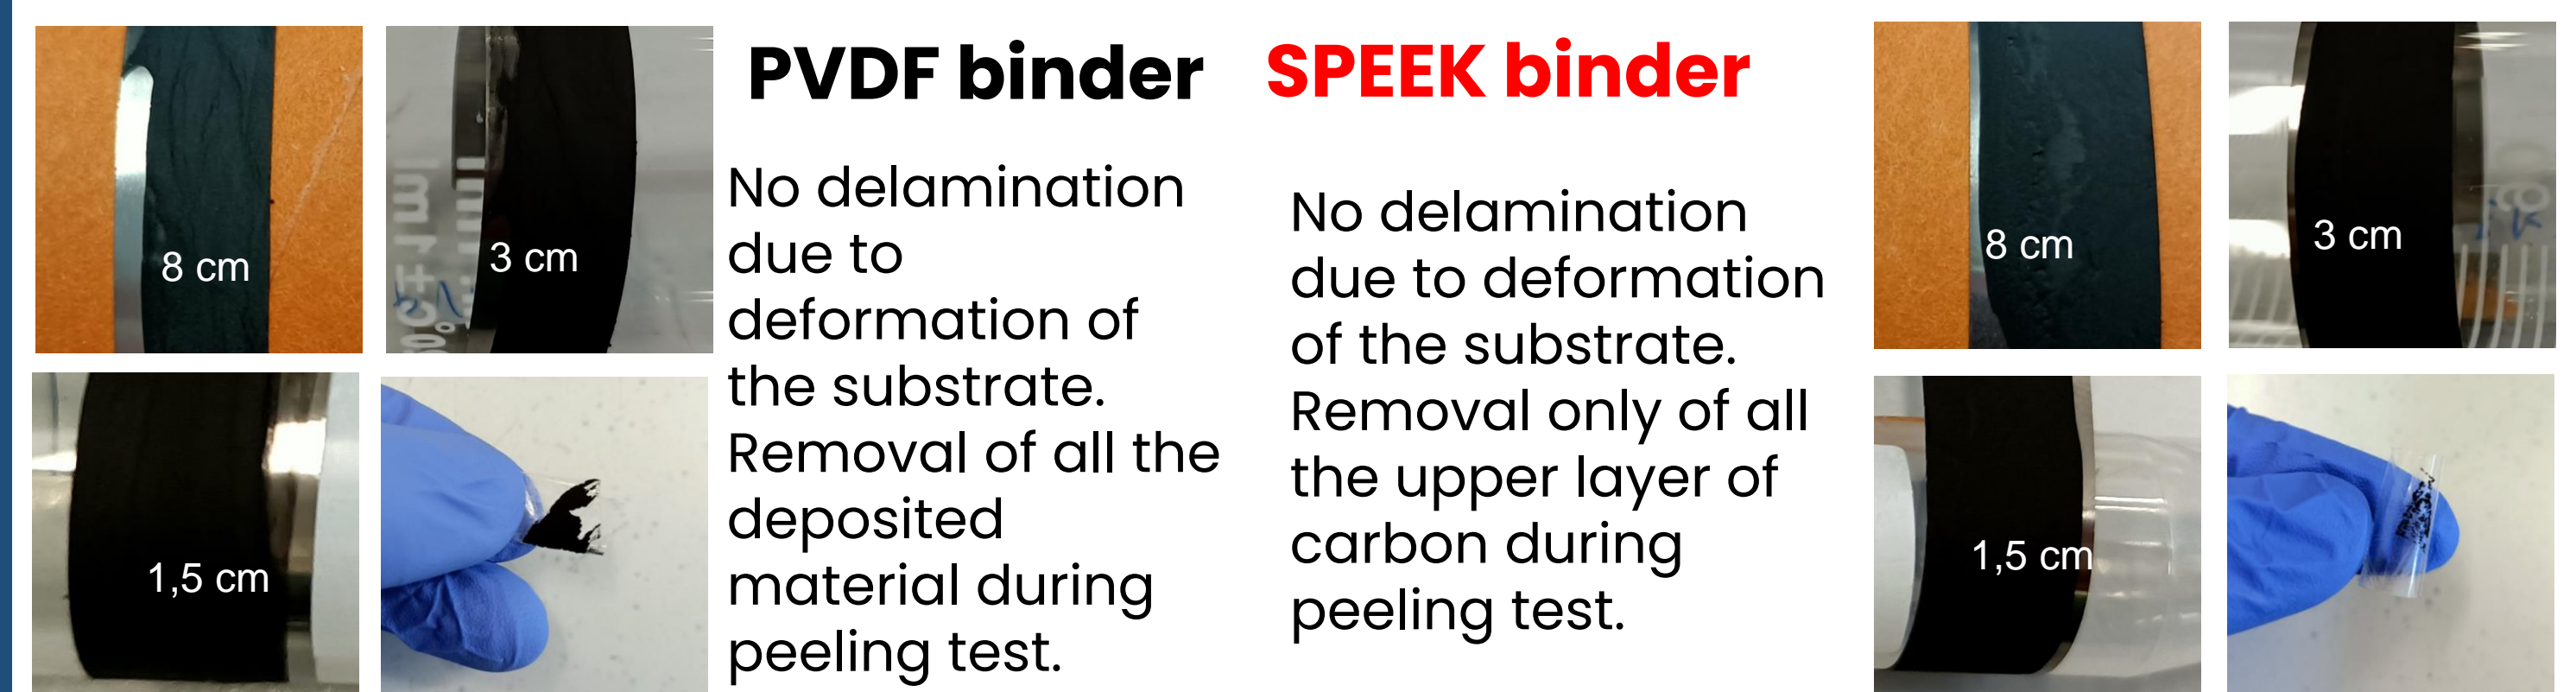 PVDF binder
No delamination
due to
deformation of
the substrate.
Removal of all the
deposited
material during
peeling test.
8 cm
3 cm
1,5 cm
SPEEK binder
No delamination
due to deformation
of the substrate.
Removal only of all
the upper layer of
carbon during
peeling test.
8 cm
3 cm
1,5 cm